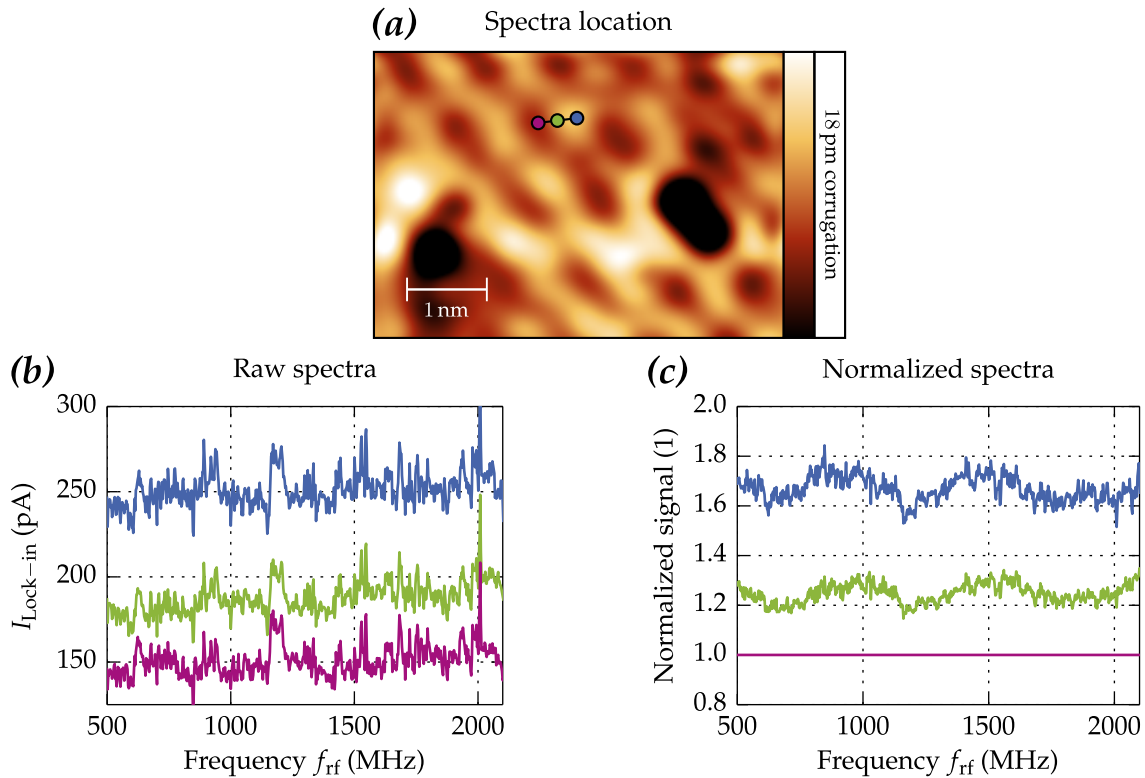 (a) Spectra location
18 pm corrugation
1 nm
(b) Raw spectra
300
250
200
150
I_Lock−in (pA)
500 1000 1500 2000
Frequency f_rf (MHz)
(c) Normalized spectra
2.0
1.8
1.6
1.4
1.2
1.0
0.8
Normalized signal (1)
500 1000 1500 2000
Frequency f_rf (MHz)